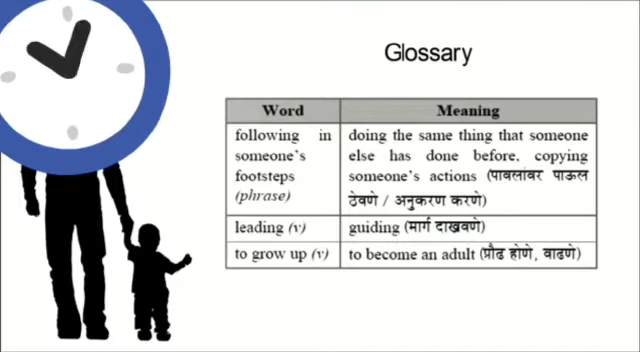 Glossary
Word Meaning
following in someone's footsteps (phrase) doing the same thing that someone else has done before, copying someone's actions (पावलांवर पाऊल ठेवणे / अनुकरण करणे)
leading (v) guiding (मार्ग दाखवणे)
to grow up (v) to become an adult (प्रौढ होणे, वाढणे)